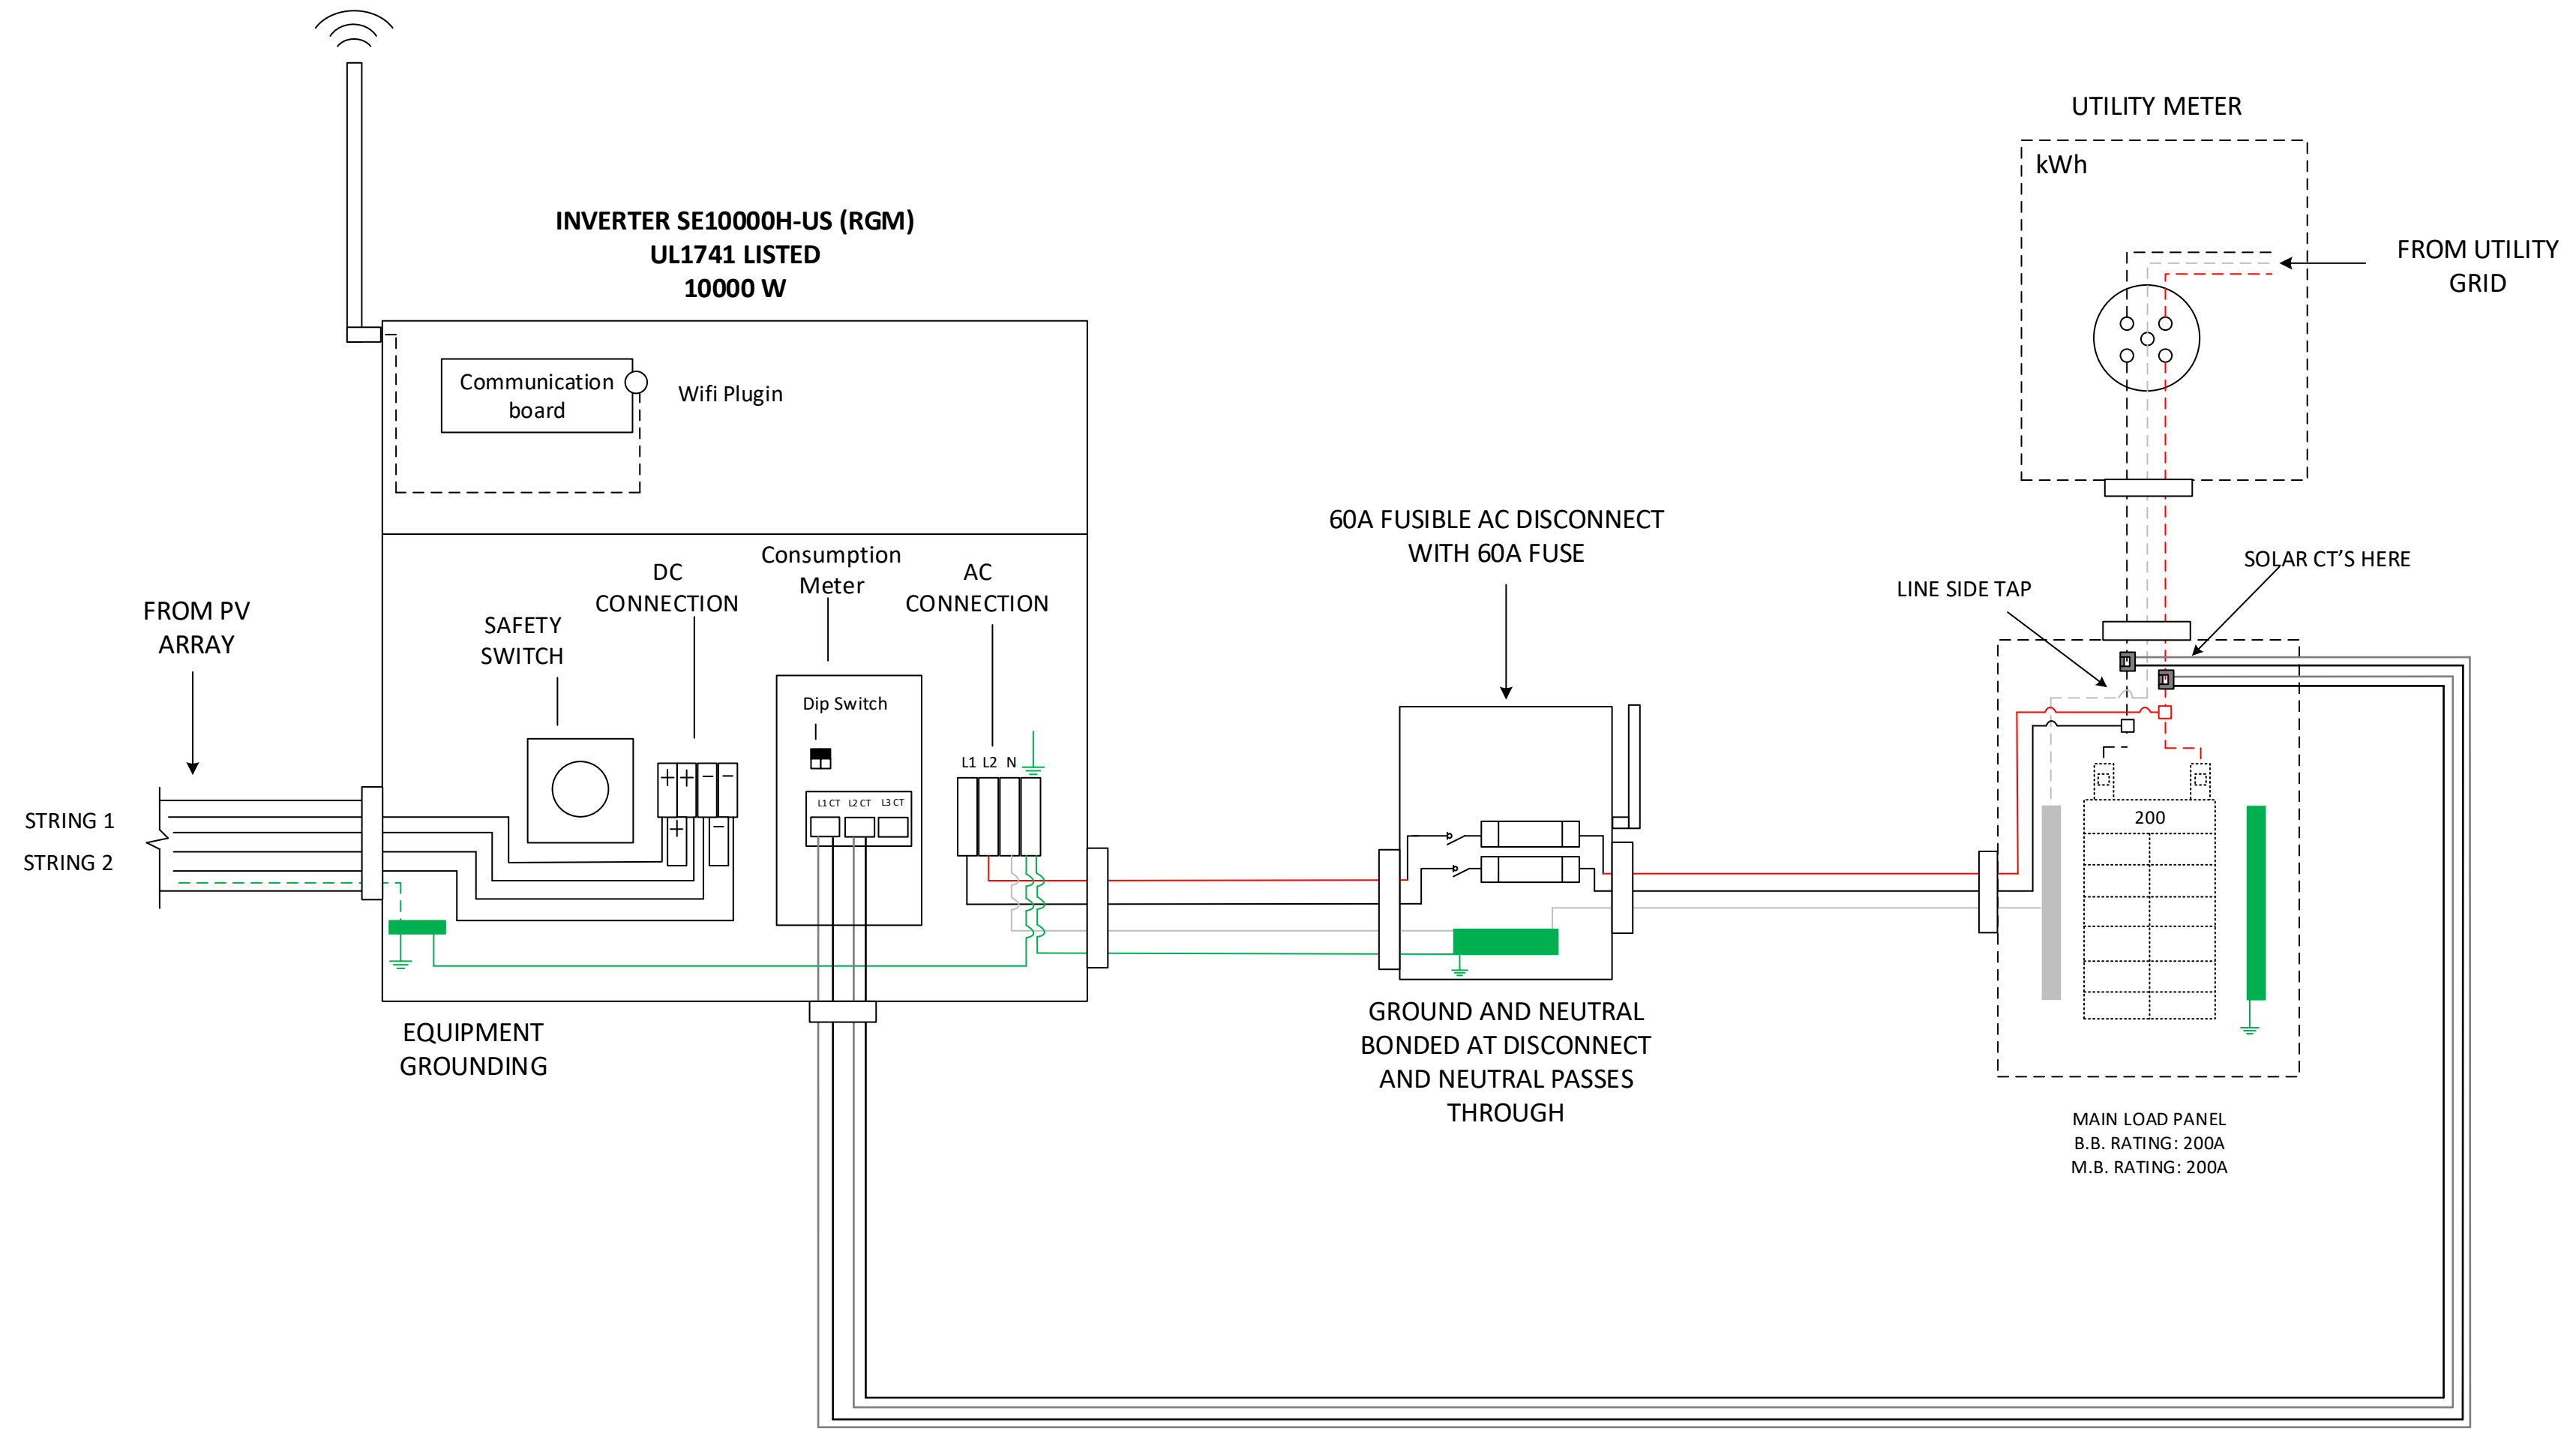 UTILITY METER
kWh
FROM UTILITY
GRID
INVERTER SE10000H-US (RGM)
UL1741 LISTED
10000 W
Communication
board
Wifi Plugin
60A FUSIBLE AC DISCONNECT
WITH 60A FUSE
SOLAR CT’S HERE
LINE SIDE TAP
FROM PV
ARRAY
SAFETY
SWITCH
DC
CONNECTION
Consumption
Meter
AC
CONNECTION
Dip Switch
L1 L2 N
+ + − −
+ −
L1 CT L2 CT L3 CT
STRING 1
STRING 2
200
EQUIPMENT
GROUNDING
GROUND AND NEUTRAL
BONDED AT DISCONNECT
AND NEUTRAL PASSES
THROUGH
MAIN LOAD PANEL
B.B. RATING: 200A
M.B. RATING: 200A